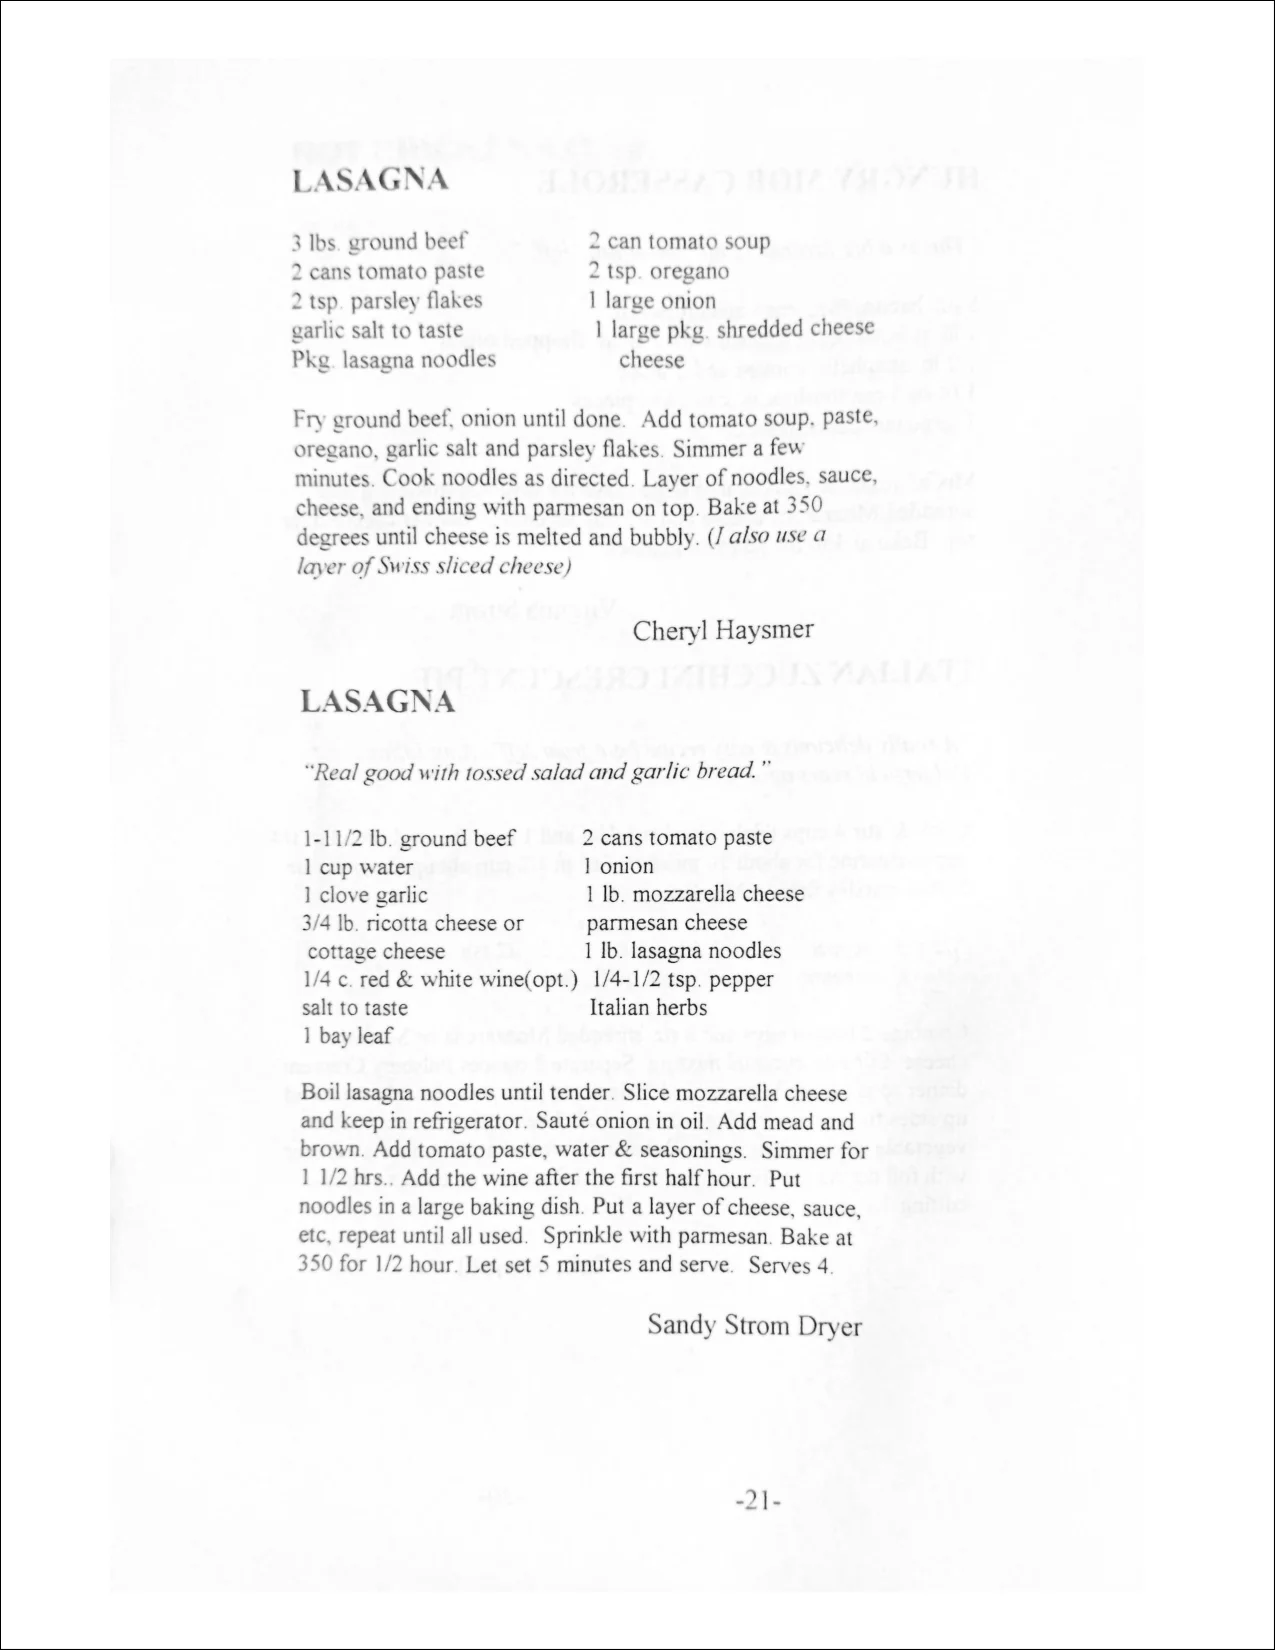 LASAGNA
3 lbs. ground beef 2 can tomato soup
2 cans tomato paste 2 tsp. oregano
2 tsp. parsley flakes 1 large onion
garlic salt to taste 1 large pkg. shredded cheese
Pkg. lasagna noodles cheese
Fry ground beef, onion until done. Add tomato soup, paste,
oregano, garlic salt and parsley flakes. Simmer a few
minutes. Cook noodles as directed. Layer of noodles, sauce,
cheese, and ending with parmesan on top. Bake at 350
degrees until cheese is melted and bubbly. (I also use a
layer of Swiss sliced cheese)
Cheryl Haysmer
LASAGNA
"Real good with tossed salad and garlic bread."
1-1 1/2 lb. ground beef 2 cans tomato paste
1 cup water 1 onion
1 clove garlic 1 lb. mozzarella cheese
3/4 lb. ricotta cheese or parmesan cheese
cottage cheese 1 lb. lasagna noodles
1/4 c. red & white wine(opt.) 1/4-1/2 tsp. pepper
salt to taste Italian herbs
1 bay leaf
Boil lasagna noodles until tender. Slice mozzarella cheese
and keep in refrigerator. Sauté onion in oil. Add mead and
brown. Add tomato paste, water & seasonings. Simmer for
1 1/2 hrs.. Add the wine after the first half hour. Put
noodles in a large baking dish. Put a layer of cheese, sauce,
etc, repeat until all used. Sprinkle with parmesan. Bake at
350 for 1/2 hour. Let set 5 minutes and serve. Serves 4.
Sandy Strom Dryer
-21-